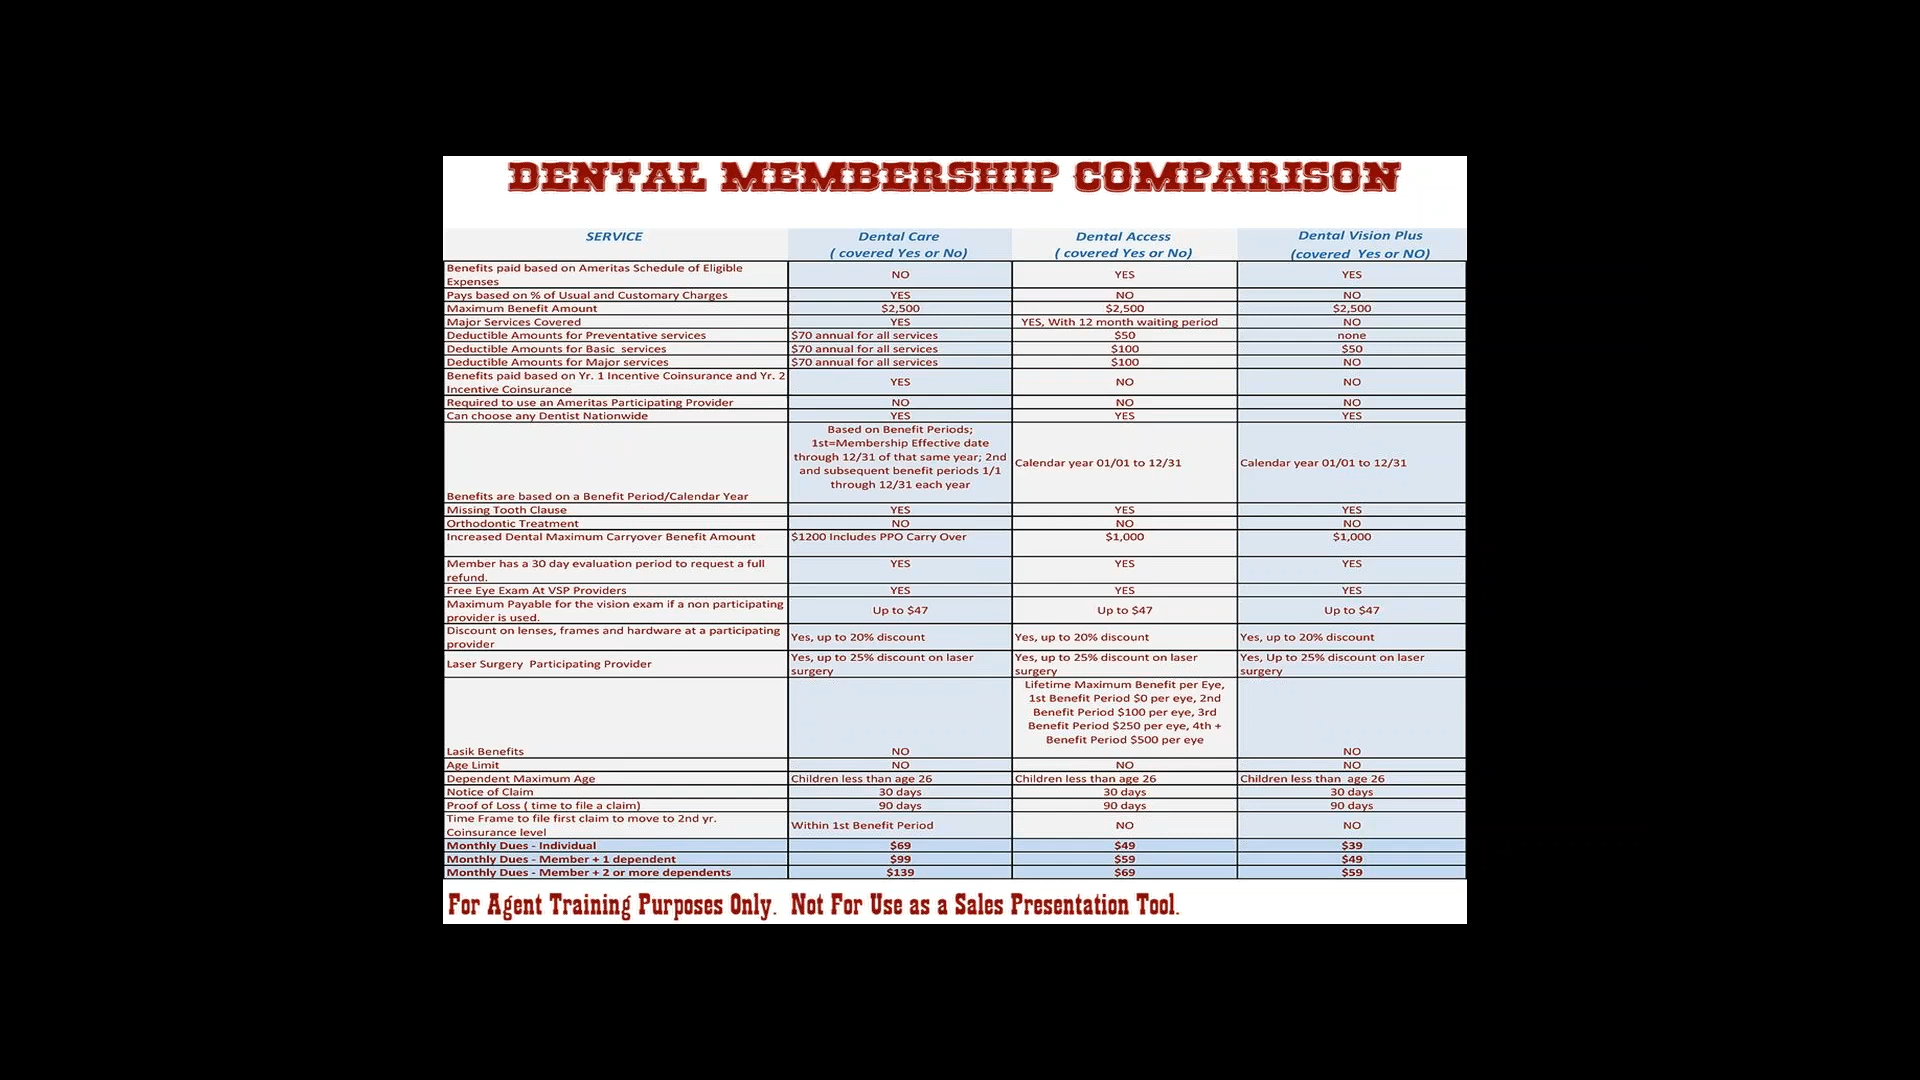 DENTAL MEMBERSHIP COMPARISON
SERVICE Dental Care Dental Access Dental Vision Plus
( covered Yes or No) ( covered Yes or No) (covered Yes or NO)
Benefits paid based on Ameritas Schedule of Eligible
Expenses NO YES YES
Pays based on % of Usual and Customary Charges YES NO NO
Maximum Benefit Amount $2,500 $2,500 $2,500
Major Services Covered YES YES, With 12 month waiting period NO
Deductible Amounts for Preventative services $70 annual for all services $50 none
Deductible Amounts for Basic services $70 annual for all services $100 $50
Deductible Amounts for Major services $70 annual for all services $100 NO
Benefits paid based on Yr. 1 Incentive Coinsurance and Yr. 2
Incentive Coinsurance YES NO NO
Required to use an Ameritas Participating Provider NO NO NO
Can choose any Dentist Nationwide YES YES YES
Based on Benefit Periods;
1st=Membership Effective date
through 12/31 of that same year; 2nd
and subsequent benefit periods 1/1
through 12/31 each year
Calendar year 01/01 to 12/31 Calendar year 01/01 to 12/31
Benefits are based on a Benefit Period/Calendar Year
Missing Tooth Clause YES YES YES
Orthodontic Treatment NO NO NO
Increased Dental Maximum Carryover Benefit Amount $1200 Includes PPO Carry Over $1,000 $1,000
Member has a 30 day evaluation period to request a full
refund. YES YES YES
Free Eye Exam At VSP Providers YES YES YES
Maximum Payable for the vision exam if a non participating
provider is used. Up to $47 Up to $47 Up to $47
Discount on lenses, frames and hardware at a participating
provider Yes, up to 20% discount Yes, up to 20% discount Yes, up to 20% discount
Laser Surgery Participating Provider Yes, up to 25% discount on laser
surgery Yes, up to 25% discount on laser
surgery Yes, Up to 25% discount on laser
surgery
Lifetime Maximum Benefit per Eye,
1st Benefit Period $0 per eye, 2nd
Benefit Period $100 per eye, 3rd
Benefit Period $250 per eye, 4th +
Benefit Period $500 per eye
Lasik Benefits NO NO
Age Limit NO NO NO
Dependent Maximum Age Children less than age 26 Children less than age 26 Children less than age 26
Notice of Claim 30 days 30 days 30 days
Proof of Loss ( time to file a claim) 90 days 90 days 90 days
Time Frame to file first claim to move to 2nd yr.
Coinsurance level Within 1st Benefit Period NO NO
Monthly Dues - Individual $69 $49 $39
Monthly Dues - Member + 1 dependent $99 $59 $49
Monthly Dues - Member + 2 or more dependents $139 $69 $59
For Agent Training Purposes Only. Not For Use as a Sales Presentation Tool.